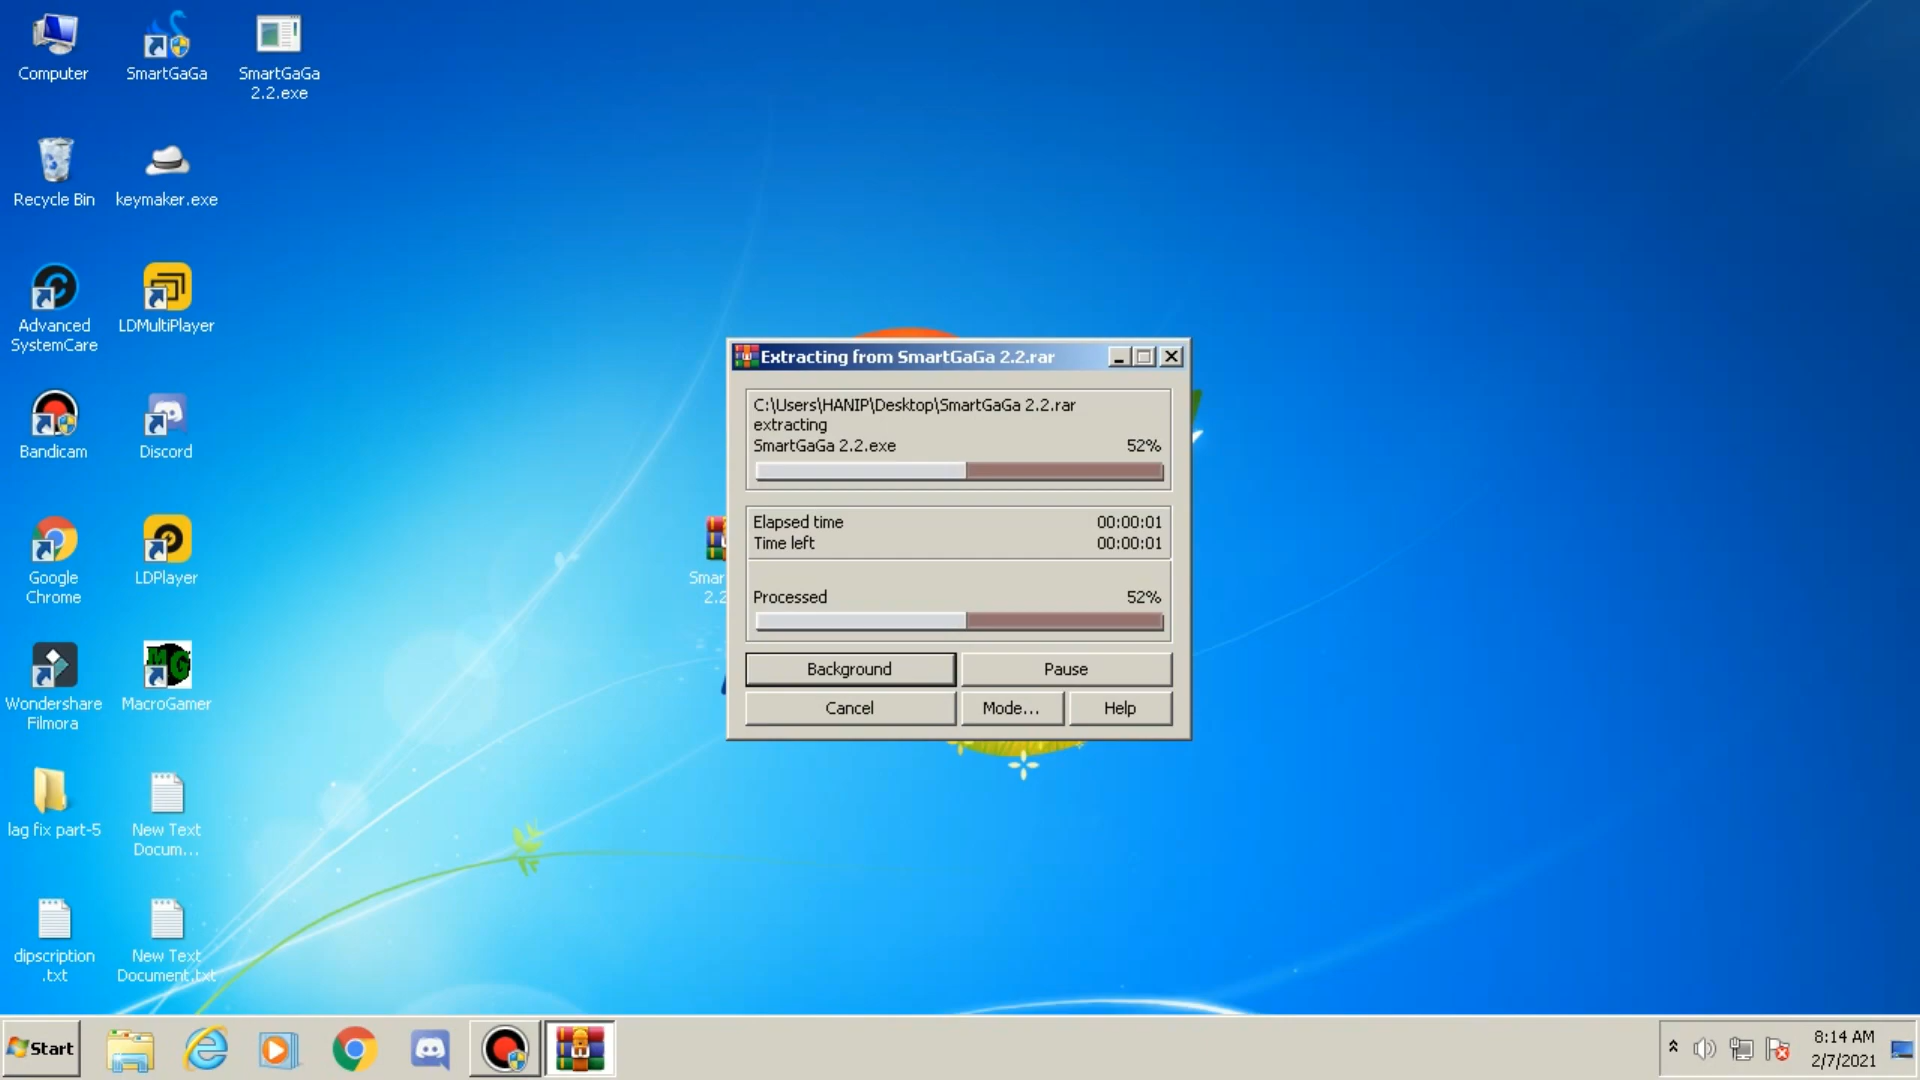 Computer
SmartGaGa
SmartGaGa
2.2.exe
Recycle Bin
keymaker.exe
Advanced
SystemCare
LDMultiPlayer
Bandicam
Discord
Google
Chrome
LDPlayer
Wondershare
Filmora
MG
MacroGamer
lag fix part-5
New Text
Docum...
dipscription
.txt
New Text
Document.txt
Smar
2.2
Extracting from SmartGaGa 2.2.rar
C:\Users\HANIP\Desktop\SmartGaGa 2.2.rar
extracting
SmartGaGa 2.2.exe 52%
Elapsed time 00:00:01
Time left 00:00:01
Processed 52%
Background Pause
Cancel Mode... Help
Start
8:14 AM
2/7/2021